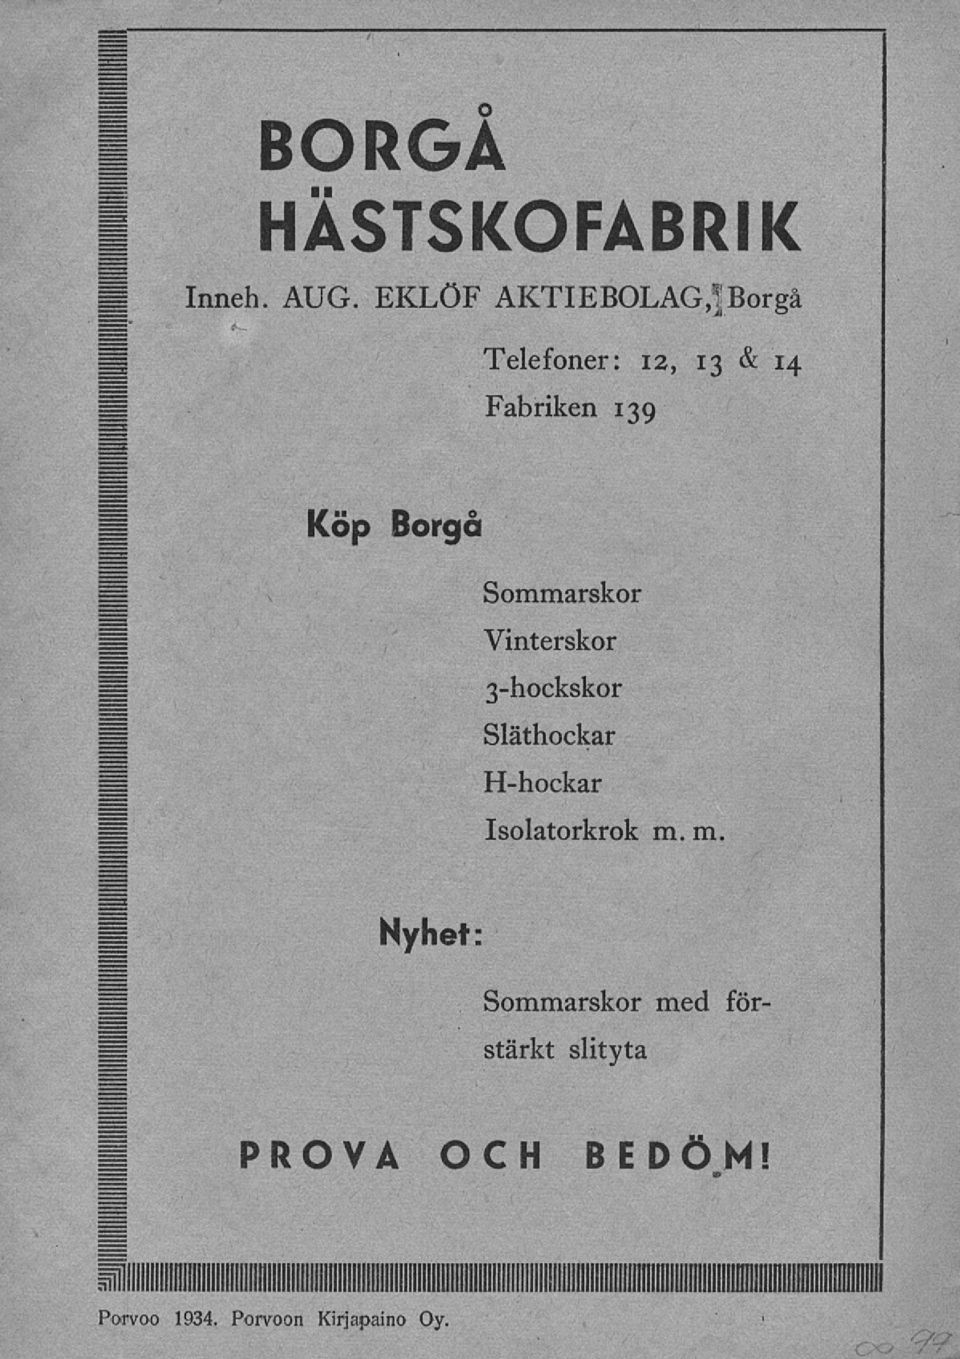 BORGÅ
HÄSTSKOFABRIK
Inneh. AUG. EKLÖF AKTIEBOLAG, Borgå
Telefoner: 12, 13 & 14
Fabriken 139
Köp Borgå
Sommarskor
Vinterskor
3-hockskor
Släthockar
H-hockar
Isolatorkrok m. m.
Nyhet:
Sommarskor med för-
stärkt slityta
PROVA OCH BEDÖM!
Porvoo 1934. Porvoon Kirjapaino Oy.